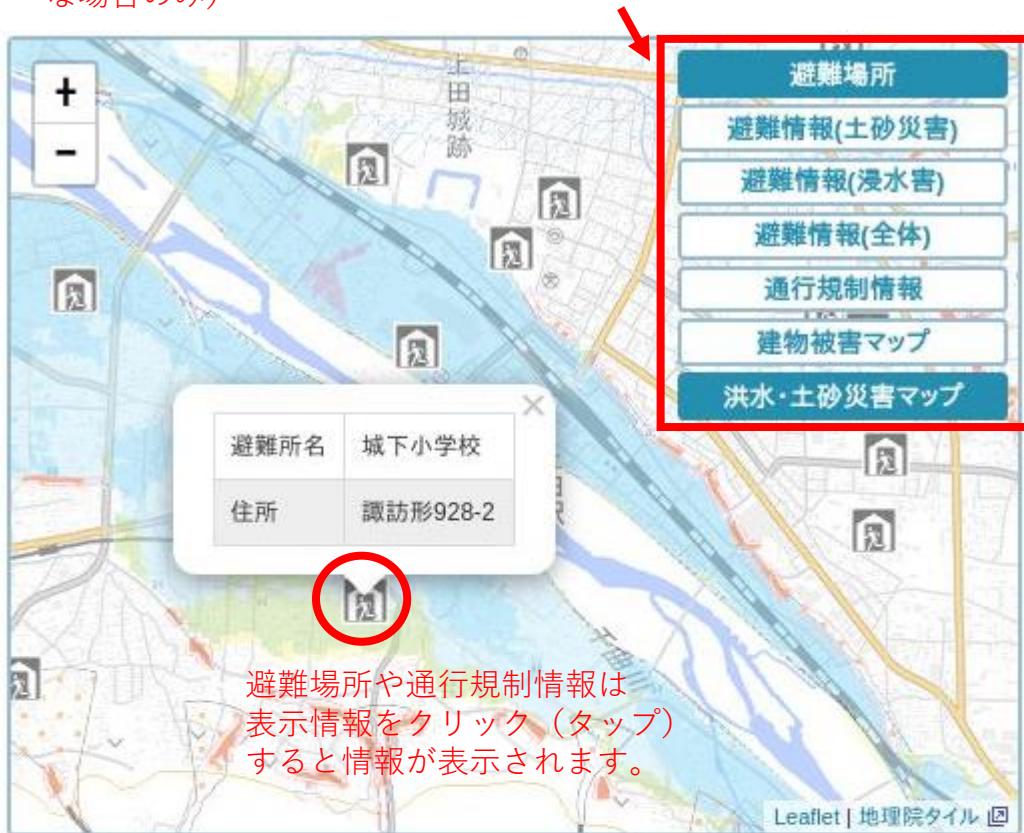 な場合のみ)
+
−
上田城跡
避難場所
避難情報(土砂災害)
避難情報(浸水害)
避難情報(全体)
通行規制情報
建物被害マップ
洪水・土砂災害マップ
×
避難所名 城下小学校
住所 諏訪形928-2
避難場所や通行規制情報は
表示情報をクリック（タップ）
すると情報が表示されます。
Leaflet | 地理院タイル